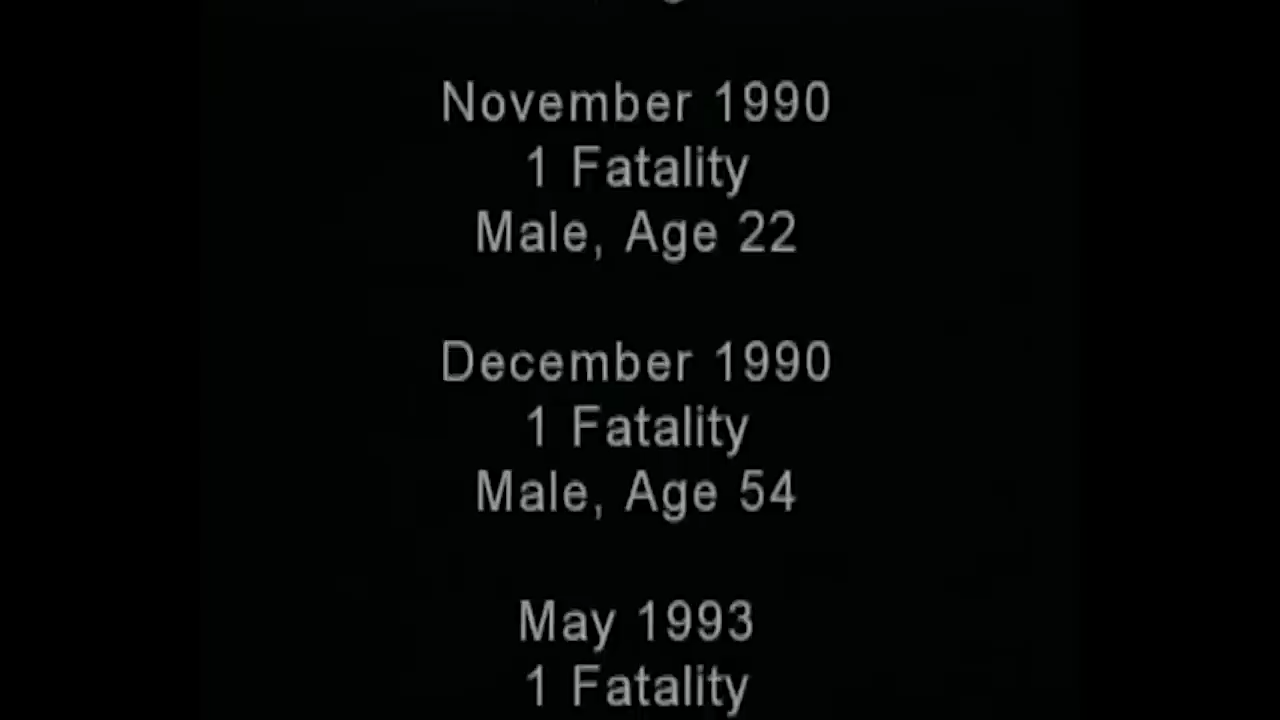 November 1990
1 Fatality
Male, Age 22
December 1990
1 Fatality
Male, Age 54
May 1993
1 Fatality